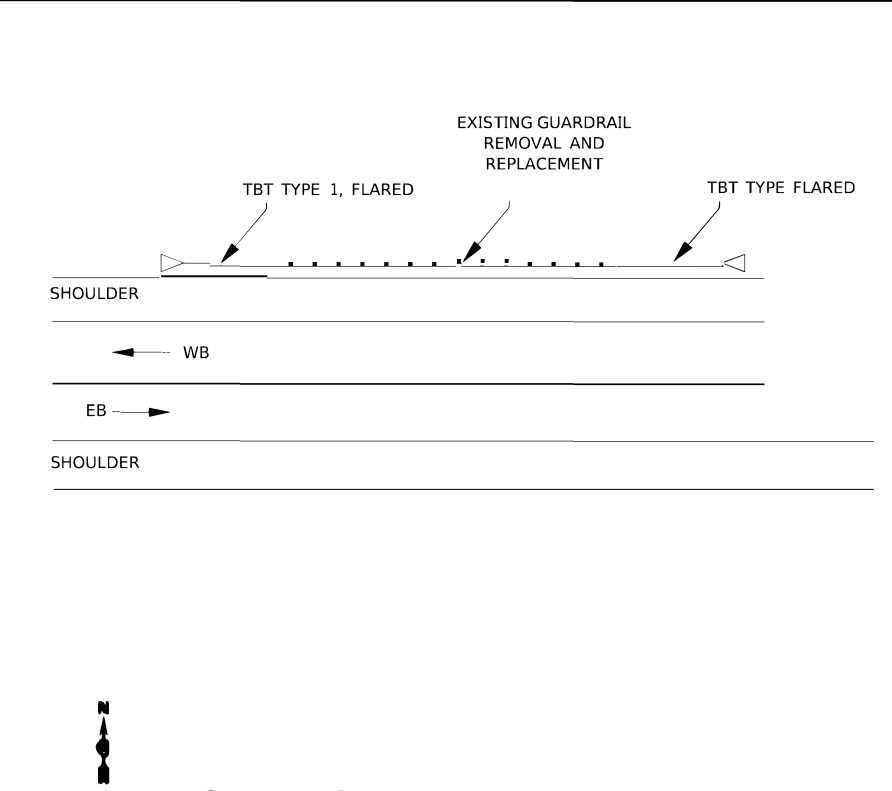 EXISTING GUARDRAIL
REMOVAL AND
REPLACEMENT
TBT TYPE 1, FLARED
TBT TYPE FLARED
SHOULDER
WB
EB
SHOULDER
N